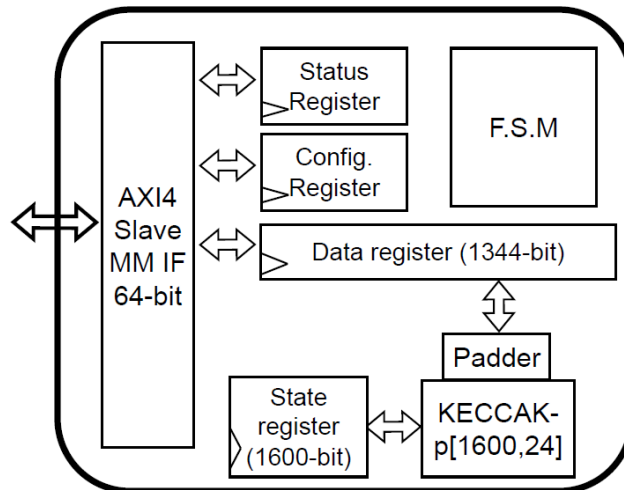 Status
Register
F.S.M
Config.
Register
AXI4
Slave
MM IF
64-bit
Data register (1344-bit)
Padder
State
register
(1600-bit)
KECCAK-
p[1600,24]